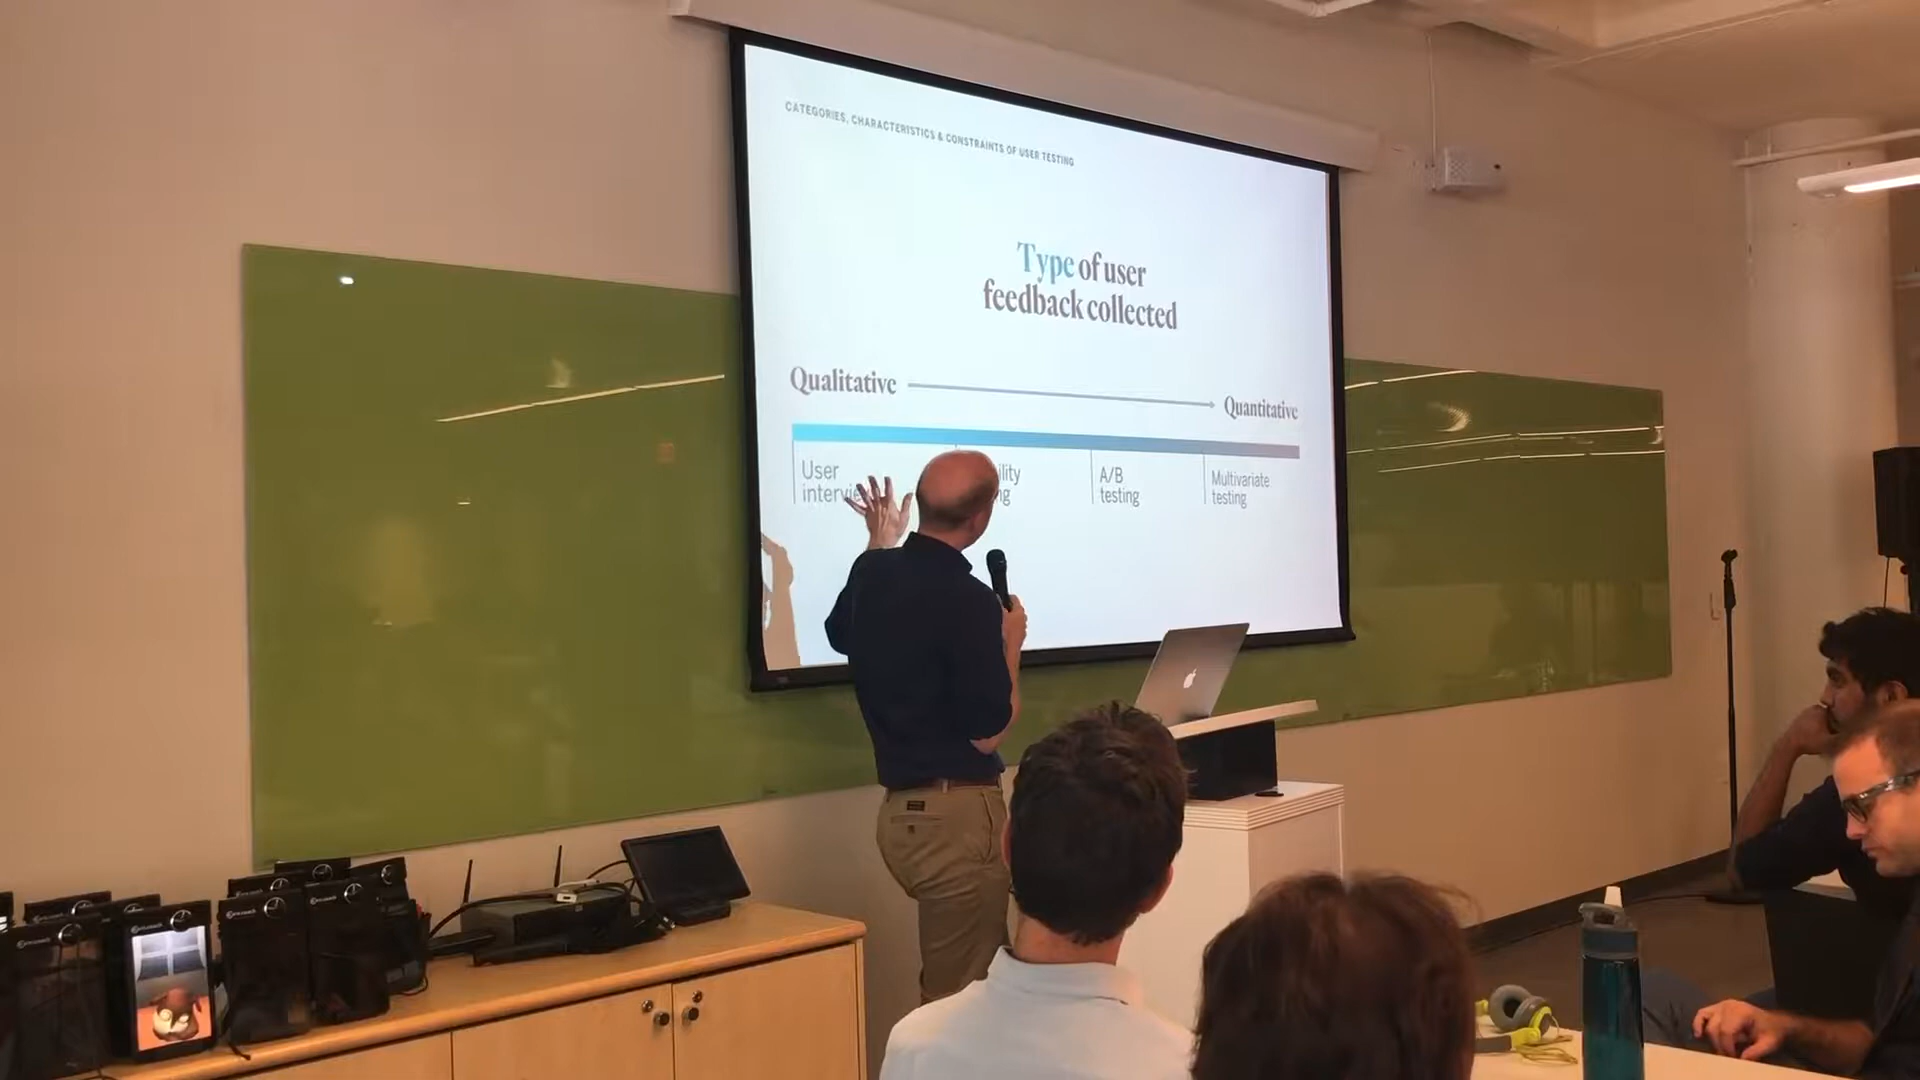 CATEGORIES, CHARACTERISTICS & CONSTRAINTS OF USER TESTING
Type of user
feedback collected
Qualitative
Quantitative
User
A/B
testing
Multivariate
testing